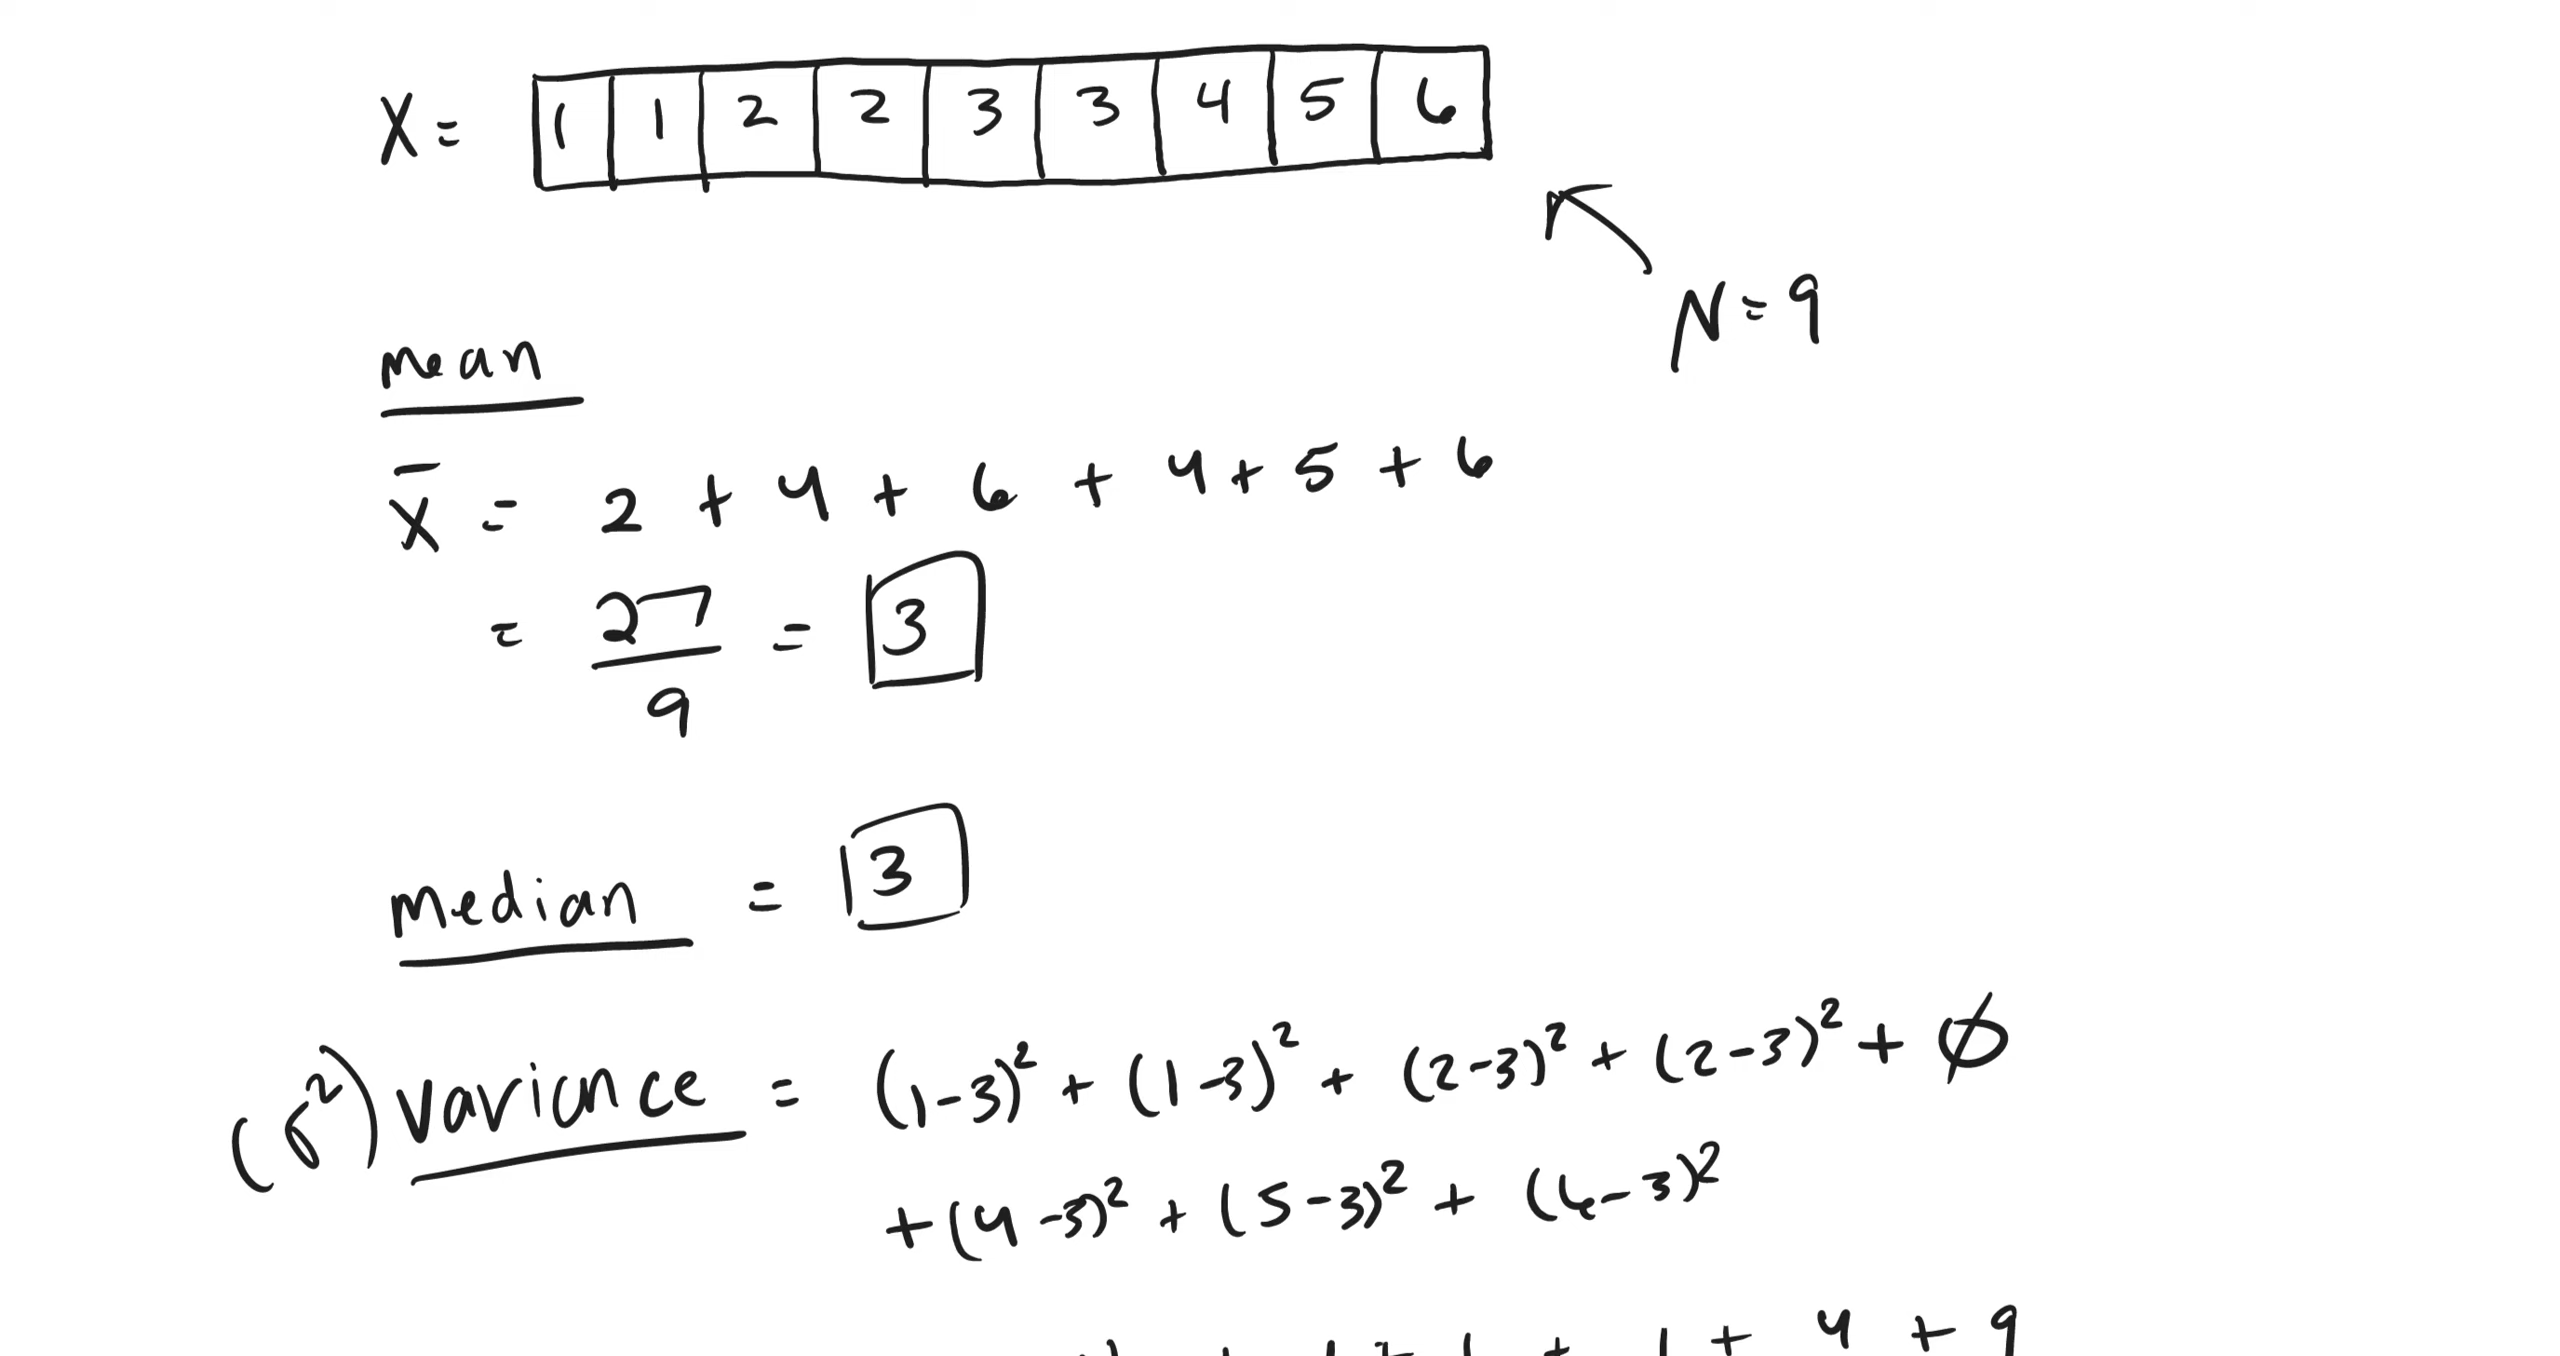 X = 1 1 2 2 3 3 4 5 6
N = 9
mean
x̄ = 2 + 4 + 6 + 4 + 5 + 6
= 27/9 = 3
median = 3
(σ²) variance = (1-3)² + (1-3)² + (2-3)² + (2-3)² + ∅
+ (4-3)² + (5-3)² + (6-3)²
+ 4 + 9